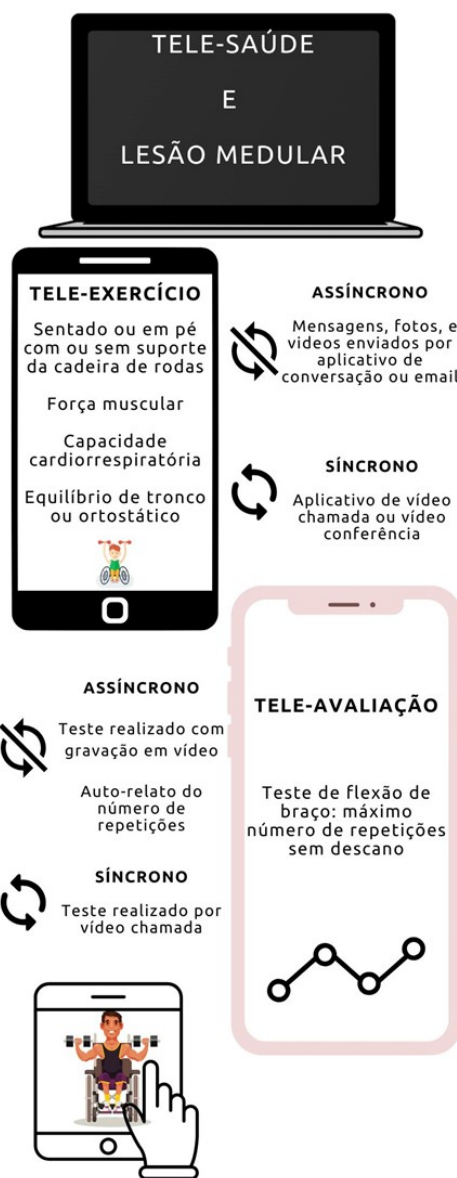 TELE-SAÚDE
E
LESÃO MEDULAR
TELE-EXERCÍCIO
Sentado ou em pé
com ou sem suporte
da cadeira de rodas
Força muscular
Capacidade
cardiorrespiratória
Equilíbrio de tronco
ou ortostático
ASSÍNCRONO
Mensagens, fotos, e
videos enviados por
aplicativo de
conversação ou email
SÍNCRONO
Aplicativo de vídeo
chamada ou vídeo
conferência
ASSÍNCRONO
Teste realizado com
gravação em vídeo
Auto-relato do
número de
repetições
SÍNCRONO
Teste realizado por
vídeo chamada
TELE-AVALIAÇÃO
Teste de flexão de
braço: máximo
número de repetições
sem descano